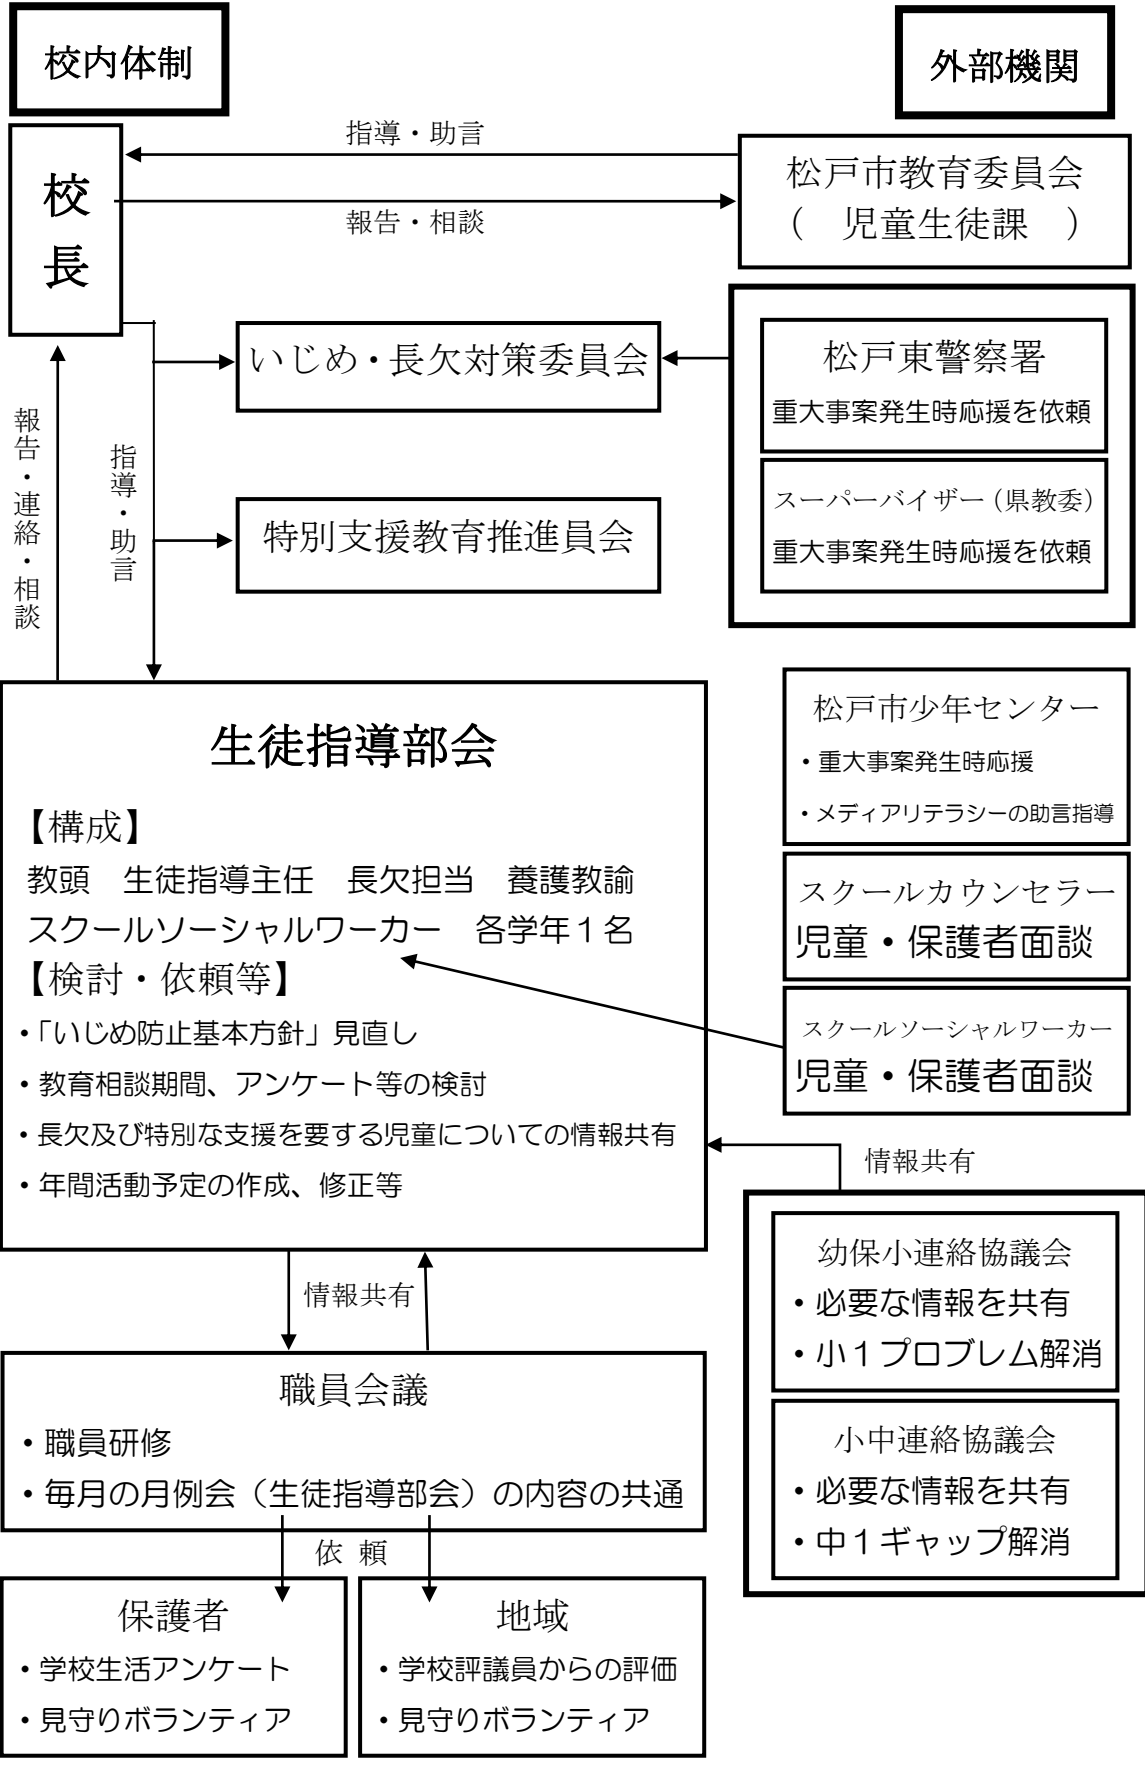 校内体制
外部機関
指導・助言
校長
松戸市教育委員会
（　児童生徒課　）
報告・相談
いじめ・長欠対策委員会
松戸東警察署
重大事案発生時応援を依頼
スーパーバイザー（県教委）
重大事案発生時応援を依頼
報告・連絡・相談
指導・助言
特別支援教育推進員会
松戸市少年センター
・重大事案発生時応援
・メディアリテラシーの助言指導
スクールカウンセラー
児童・保護者面談
スクールソーシャルワーカー
児童・保護者面談
生徒指導部会
【構成】
教頭　生徒指導主任　長欠担当　養護教諭
スクールソーシャルワーカー　各学年１名
【検討・依頼等】
・「いじめ防止基本方針」見直し
・教育相談期間、アンケート等の検討
・長欠及び特別な支援を要する児童についての情報共有
・年間活動予定の作成、修正等
情報共有
幼保小連絡協議会
・必要な情報を共有
・小１プロブレム解消
小中連絡協議会
・必要な情報を共有
・中１ギャップ解消
情報共有
職員会議
・職員研修
・毎月の月例会（生徒指導部会）の内容の共通
依 頼
保護者
・学校生活アンケート
・見守りボランティア
地域
・学校評議員からの評価
・見守りボランティア